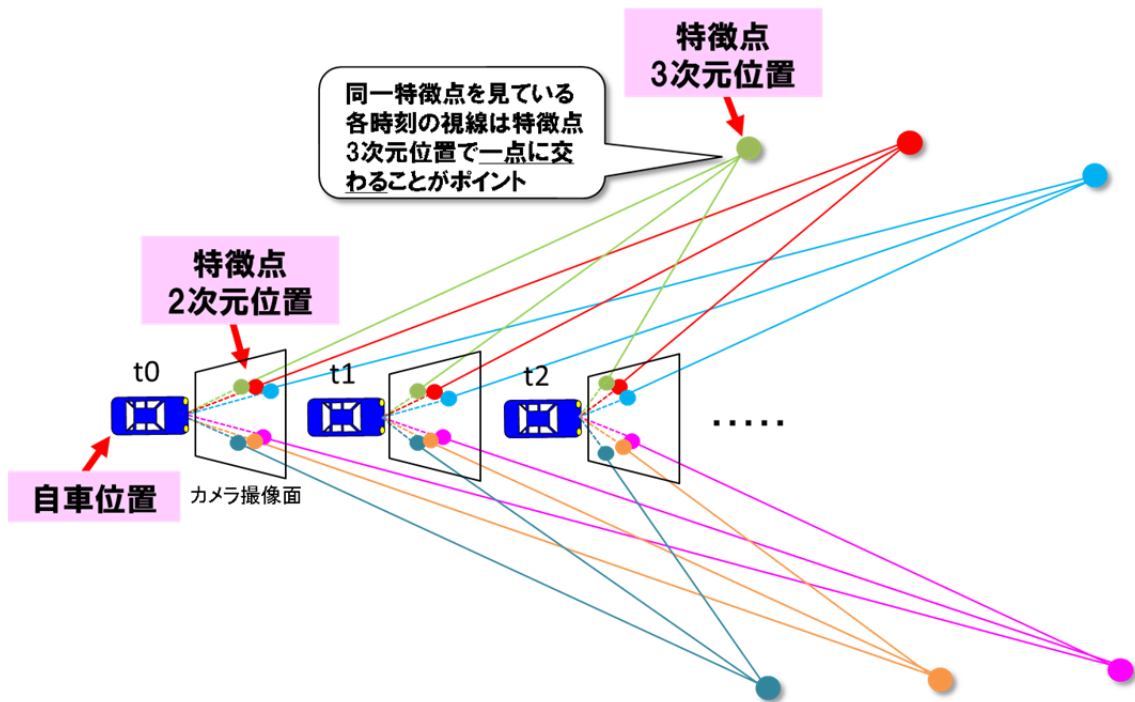 特徴点
3次元位置
同一特徴点を見ている
各時刻の視線は特徴点
3次元位置で一点に交
わることがポイント
特徴点
2次元位置
t0
t1
t2
・・・・・
自車位置
カメラ撮像面